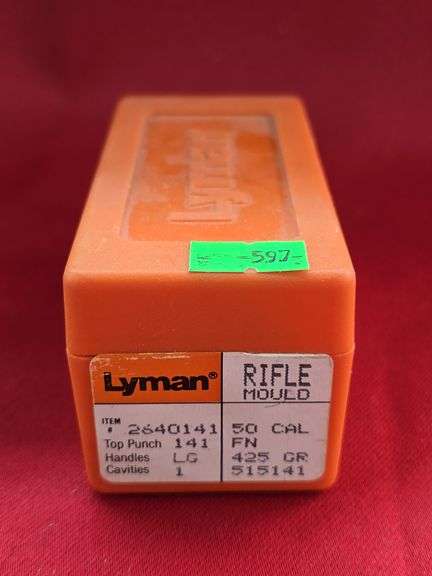 Lyman
597-
Lyman®
RIFLE
MOULD
ITEM # 2640141 50 CAL
Top Punch 141 FN
Handles LG 425 GR
Cavities 1 515141